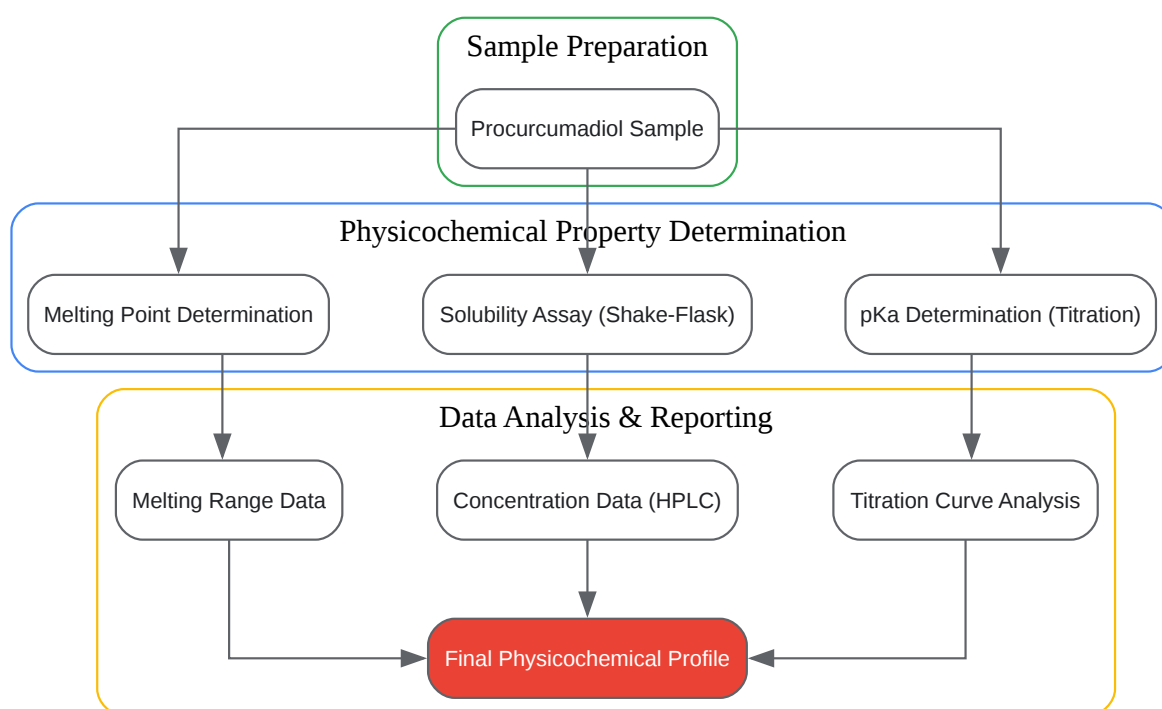 Sample Preparation
Procurcumadiol Sample
Physicochemical Property Determination
Melting Point Determination
Solubility Assay (Shake-Flask)
pKa Determination (Titration)
Data Analysis & Reporting
Melting Range Data
Concentration Data (HPLC)
Titration Curve Analysis
Final Physicochemical Profile